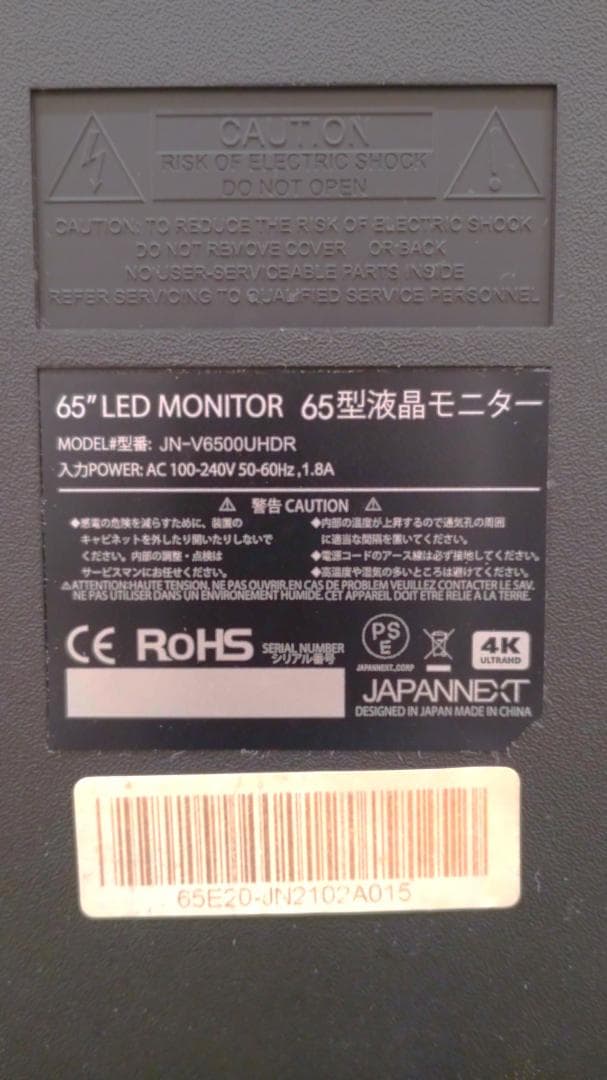 CAUTION
RISK OF ELECTRIC SHOCK
DO NOT OPEN
CAUTION: TO REDUCE THE RISK OF ELECTRIC SHOCK
DO NOT REMOVE COVER OR BACK
NO USER-SERVICEABLE PARTS INSIDE
REFER SERVICING TO QUALIFIED SERVICE PERSONNEL
65" LED MONITOR 65型液晶モニター
MODEL#型番: JN-V6500UHDR
入力POWER: AC 100-240V 50-60Hz ,1.8A
⚠ 警告 CAUTION ⚠
◆感電の危険を減らすために、装置の
キャビネットを外したり開いたりしないで
ください。内部の調整・点検は
サービスマンにお任せください。
◆内部の温度が上昇するので通気孔の周囲
に適当な間隔を置いてください。
◆電源コードのアース線は必ず接地してください。
◆高温度や湿気の多いところは避けてください。
⚠ATTENTION:HAUTE TENSION, NE PAS OUVRIR,EN CAS DE PROBLEM VEUILLEZ CONTACTER LE SAV.
NE PAS UTILISER DANS UN ENVIRONEMENT HUMIDE. CET APPAREIL DOIT ETRE RELIE A LA TERRE.
CE RoHS
SERIAL NUMBER
シリアル番号
PS
E
JAPANNEXT.,CORP
4K
ULTRAHD
JAPANNEXT
DESIGNED IN JAPAN MADE IN CHINA
65E20-JN2102A015